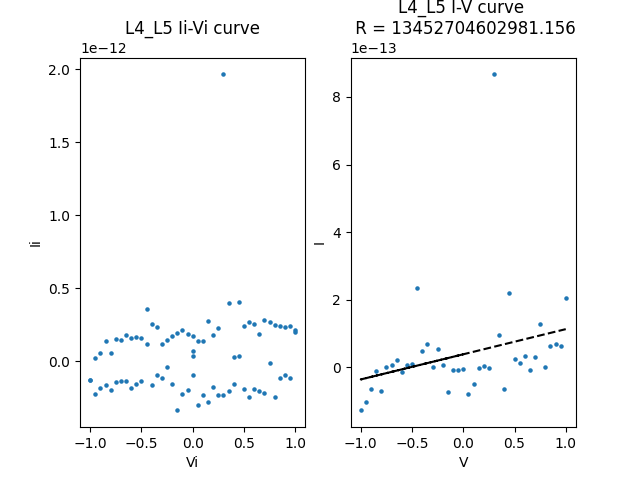 L4_L5 Ii-Vi curve
L4_L5 I-V curve
R = 13452704602981.156
1e−12
1e−13
2.0
1.5
1.0
0.5
0.0
Ii
−1.0 −0.5 0.0 0.5 1.0
Vi
8
6
4
2
0
I
−1.0 −0.5 0.0 0.5 1.0
V